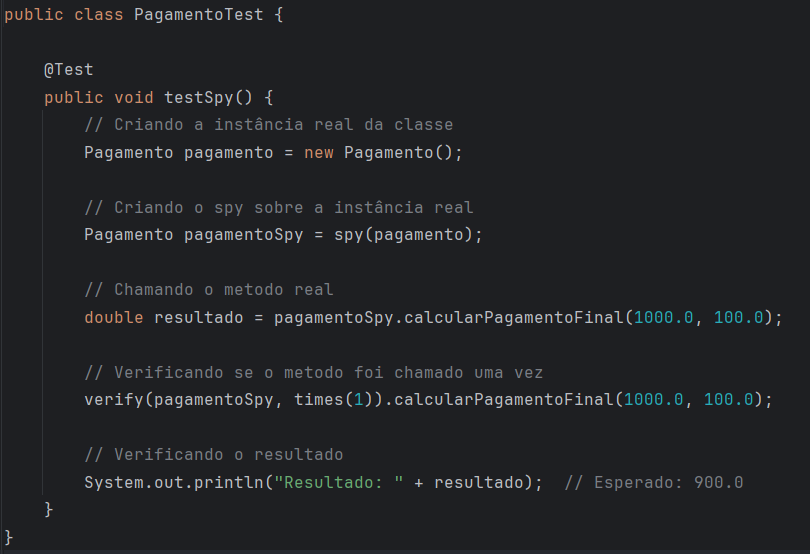 public class PagamentoTest {
@Test
public void testSpy() {
// Criando a instância real da classe
Pagamento pagamento = new Pagamento();
// Criando o spy sobre a instância real
Pagamento pagamentoSpy = spy(pagamento);
// Chamando o metodo real
double resultado = pagamentoSpy.calcularPagamentoFinal(1000.0, 100.0);
// Verificando se o metodo foi chamado uma vez
verify(pagamentoSpy, times(1)).calcularPagamentoFinal(1000.0, 100.0);
// Verificando o resultado
System.out.println("Resultado: " + resultado);  // Esperado: 900.0
}
}